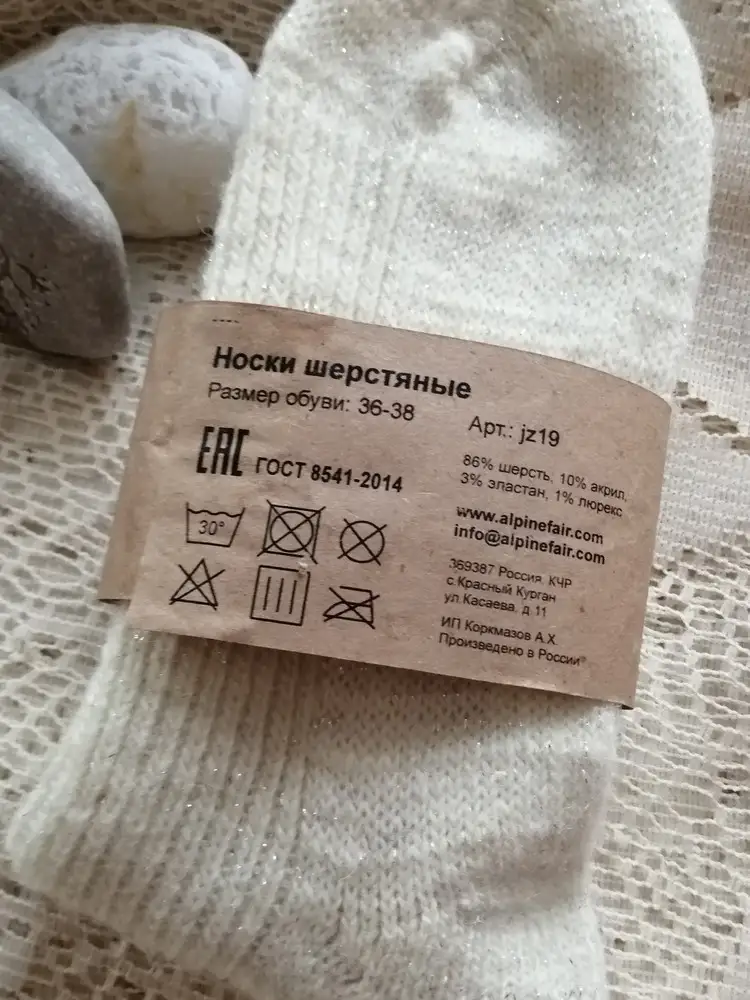 Носки шерстяные
Размер обуви: 36-38
Арт.: jz19
EAC ГОСТ 8541-2014
30°
86% шерсть, 10% акрил,
3% эластан, 1% люрекс
www.alpinefair.com
info@alpinefair.com
369387 Россия, КЧР
с.Красный Курган
ул.Касаева, д 11
ИП Коркмазов А.Х.
Произведено в России